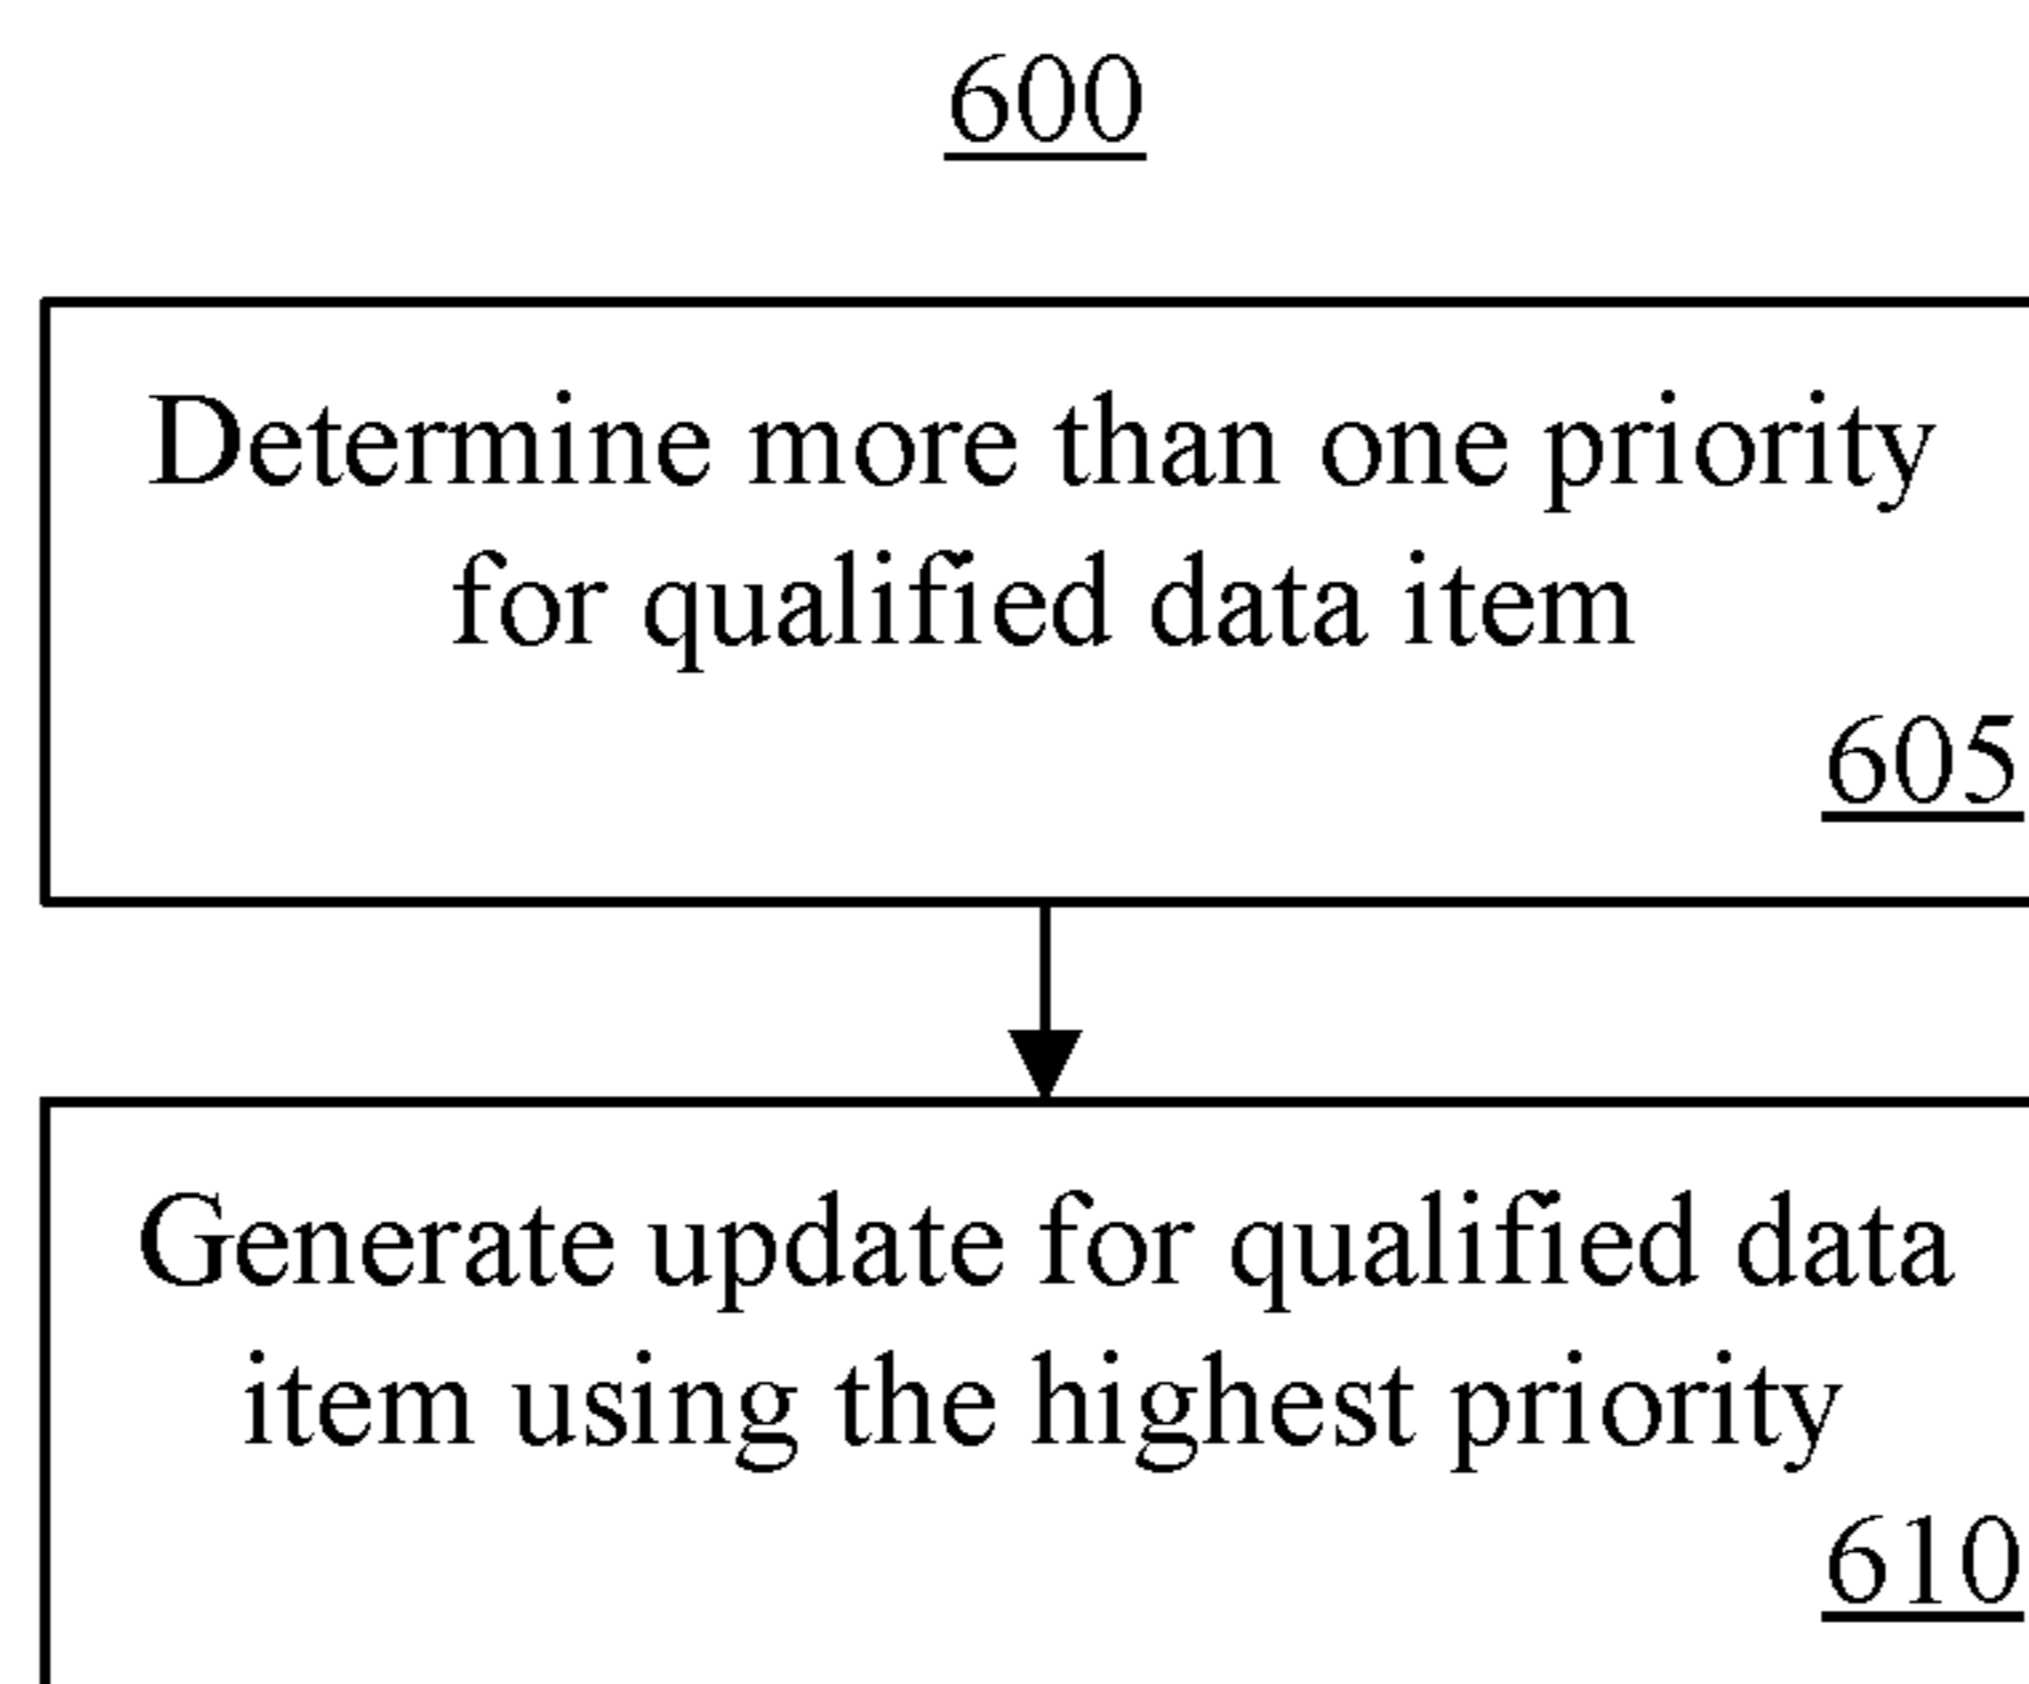 600
Determine more than one priority
for qualified data item
605
Generate update for qualified data
item using the highest priority
610